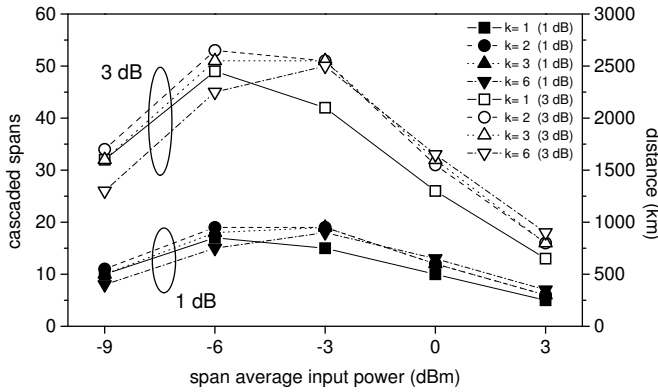 60
50
40
30
20
10
0
cascaded spans
3000
2500
2000
1500
1000
500
0
distance (km)
-9
-6
-3
0
3
span average input power (dBm)
3 dB
1 dB
k= 1 (1 dB)
k= 2 (1 dB)
k= 3 (1 dB)
k= 6 (1 dB)
k= 1 (3 dB)
k= 2 (3 dB)
k= 3 (3 dB)
k= 6 (3 dB)